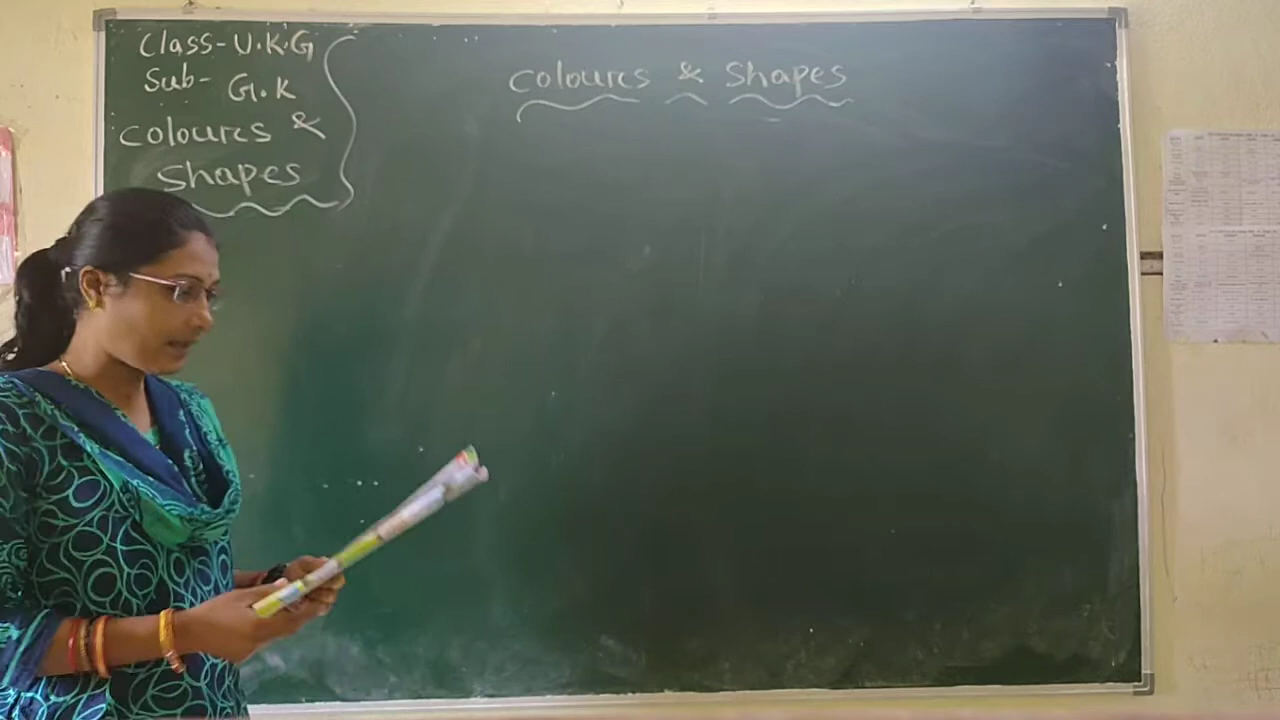 Class-U.K.G
Sub- G.K
Colours &
Shapes
Colours & Shapes